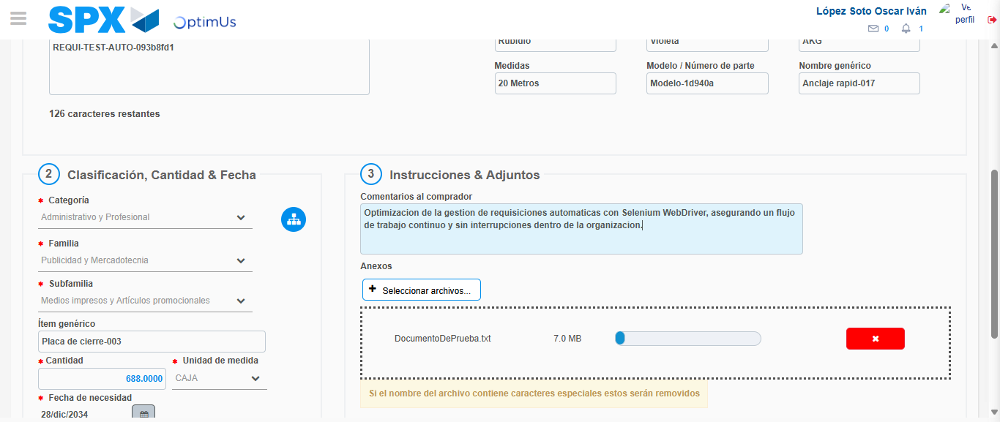 SPX
OptimUs
López Soto Oscar Iván
Ve
perfil
0
1
REQUI-TEST-AUTO-093b8fd1
126 caracteres restantes
Rubidio
Violeta
AKG
Medidas
Modelo / Número de parte
Nombre genérico
20 Metros
Modelo-1d940a
Anclaje rapid-017
2
Clasificación, Cantidad & Fecha
* Categoría
Administrativo y Profesional
* Familia
Publicidad y Mercadotecnia
* Subfamilia
Medios impresos y Artículos promocionales
Ítem genérico
Placa de cierre-003
* Cantidad
* Unidad de medida
688.0000
CAJA
* Fecha de necesidad
28/dic/2034
3
Instrucciones & Adjuntos
Comentarios al comprador
Optimizacion de la gestion de requisiciones automaticas con Selenium WebDriver, asegurando un flujo
de trabajo continuo y sin interrupciones dentro de la organizacion.
Anexos
+ Seleccionar archivos...
DocumentoDePrueba.txt
7.0 MB
Si el nombre del archivo contiene caracteres especiales estos serán removidos